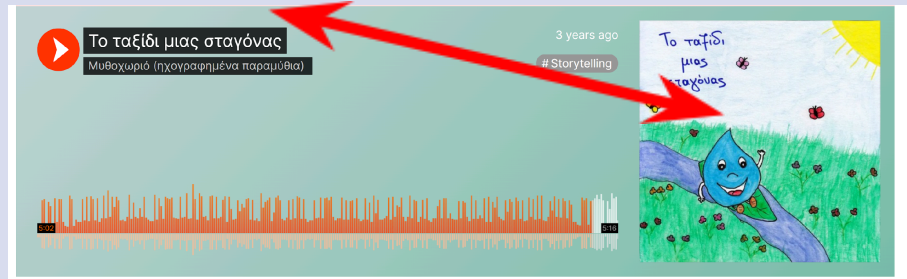 Το ταξίδι μιας σταγόνας
Μυθοχωριό (ηχογραφημένα παραμύθια)
3 years ago
# Storytelling
5:02
5:16
Το ταξίδι
μιας
σταγόνας